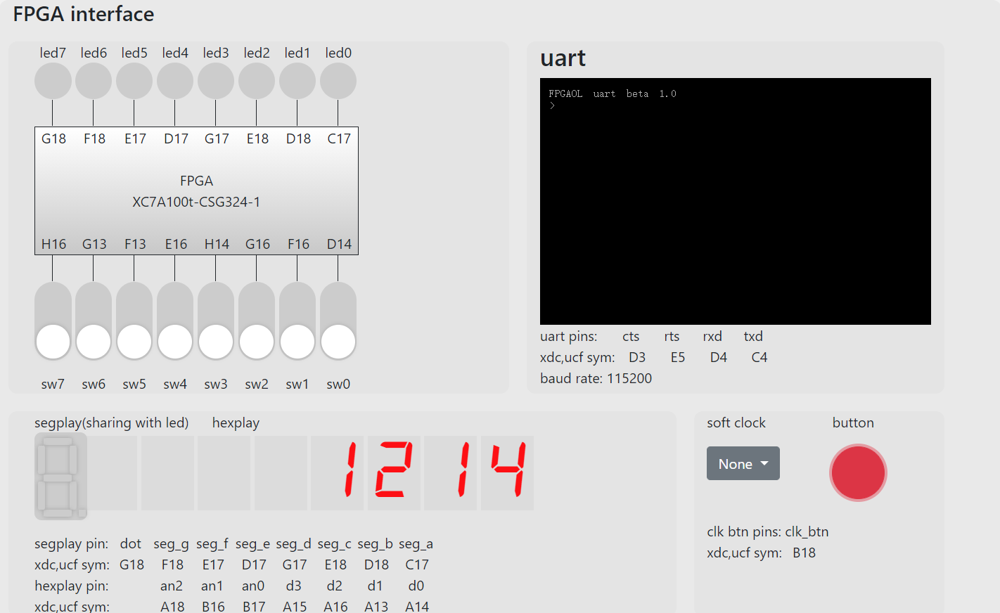 FPGA interface
led7 led6 led5 led4 led3 led2 led1 led0
G18 F18 E17 D17 G17 E18 D18 C17
FPGA
XC7A100t-CSG324-1
H16 G13 F13 E16 H14 G16 F16 D14
sw7 sw6 sw5 sw4 sw3 sw2 sw1 sw0
uart
FPGAOL uart beta 1.0
>
uart pins: cts rts rxd txd
xdc,ucf sym: D3 E5 D4 C4
baud rate: 115200
segplay(sharing with led) hexplay
1 2 1 4
segplay pin: dot seg_g seg_f seg_e seg_d seg_c seg_b seg_a
xdc,ucf sym: G18 F18 E17 D17 G17 E18 D18 C17
hexplay pin: an2 an1 an0 d3 d2 d1 d0
xdc,ucf sym: A18 B16 B17 A15 A16 A13 A14
soft clock button
None
clk btn pins: clk_btn
xdc,ucf sym: B18